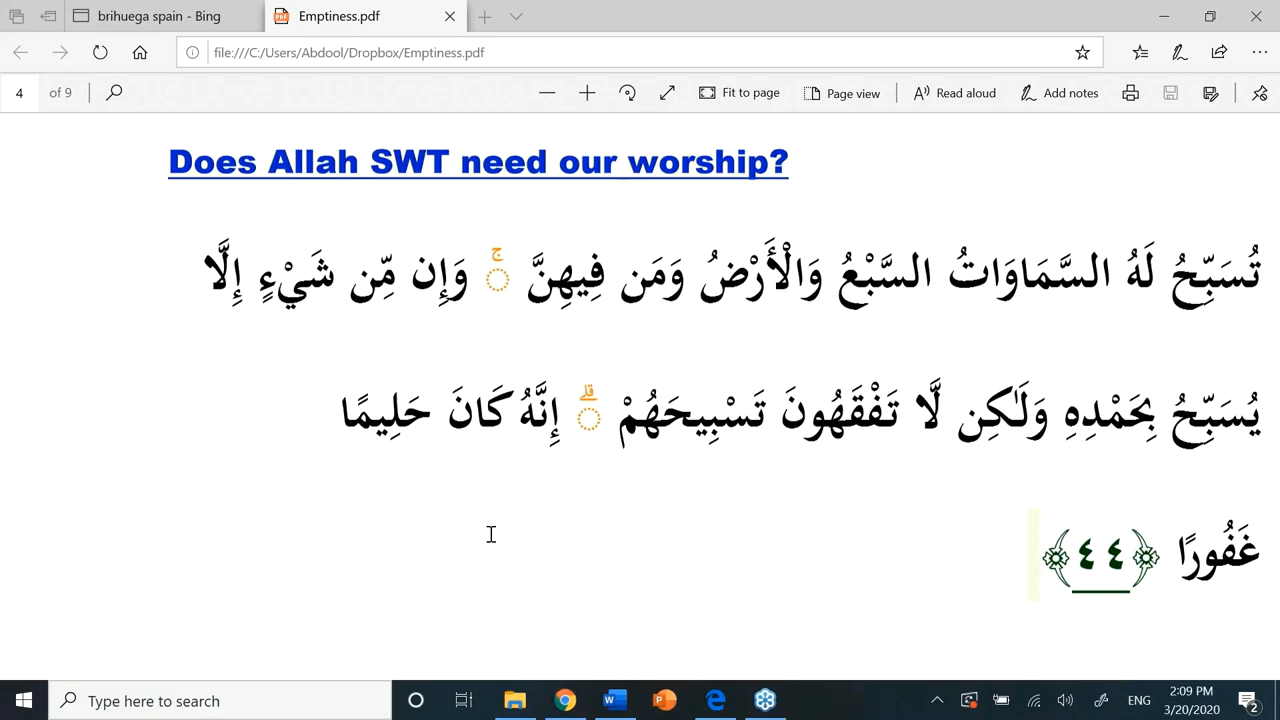 brihuega spain - Bing
Emptiness.pdf
file:///C:/Users/Abdool/Dropbox/Emptiness.pdf
4 of 9
Fit to page
Page view
Read aloud
Add notes
Does Allah SWT need our worship?
تُسَبِّحُ لَهُ السَّمَاوَاتُ السَّبْعُ وَالْأَرْضُ وَمَن فِيهِنَّ ۚ وَإِن مِّن شَيْءٍ إِلَّا
يُسَبِّحُ بِحَمْدِهِ وَلَٰكِن لَّا تَفْقَهُونَ تَسْبِيحَهُمْ ۗ إِنَّهُ كَانَ حَلِيمًا
غَفُورًا ﴿٤٤﴾
Type here to search
ENG
2:09 PM
3/20/2020
2